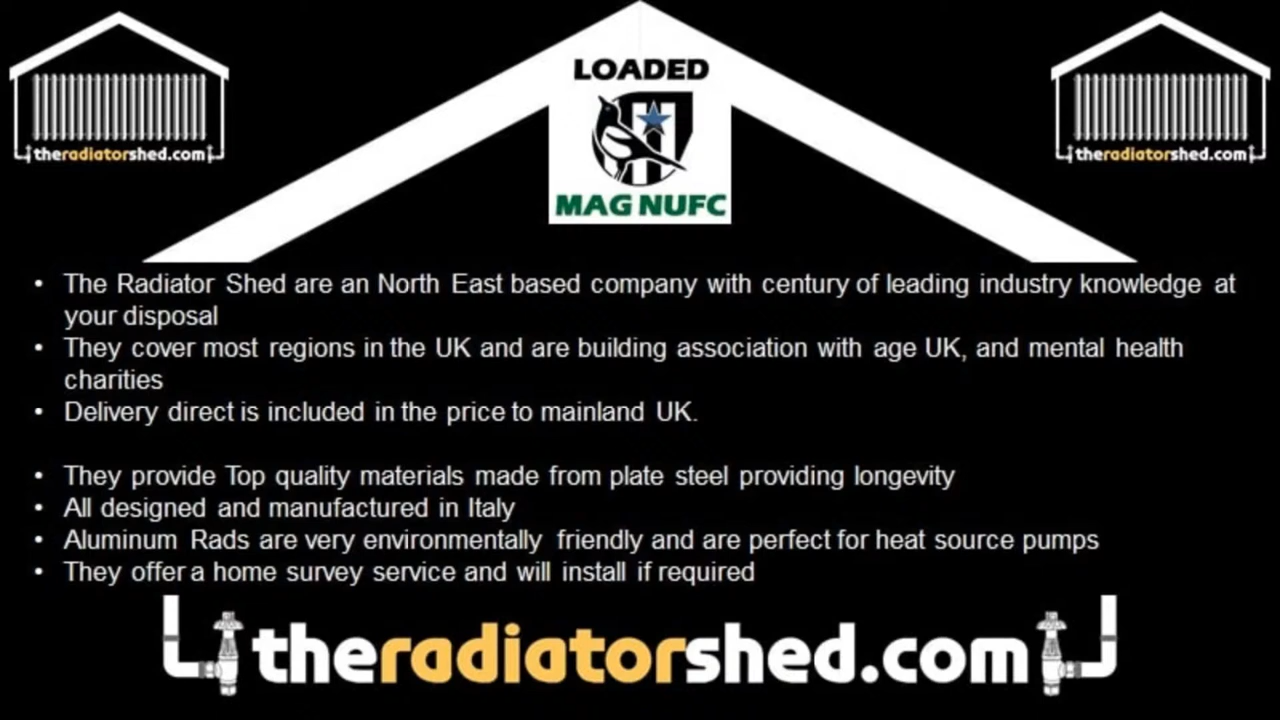 LOADED
MAG NUFC
theradiatorshed.com
theradiatorshed.com
• The Radiator Shed are an North East based company with century of leading industry knowledge at
your disposal
• They cover most regions in the UK and are building association with age UK, and mental health
charities
• Delivery direct is included in the price to mainland UK.
• They provide Top quality materials made from plate steel providing longevity
• All designed and manufactured in Italy
• Aluminum Rads are very environmentally friendly and are perfect for heat source pumps
• They offer a home survey service and will install if required
theradiatorshed.com